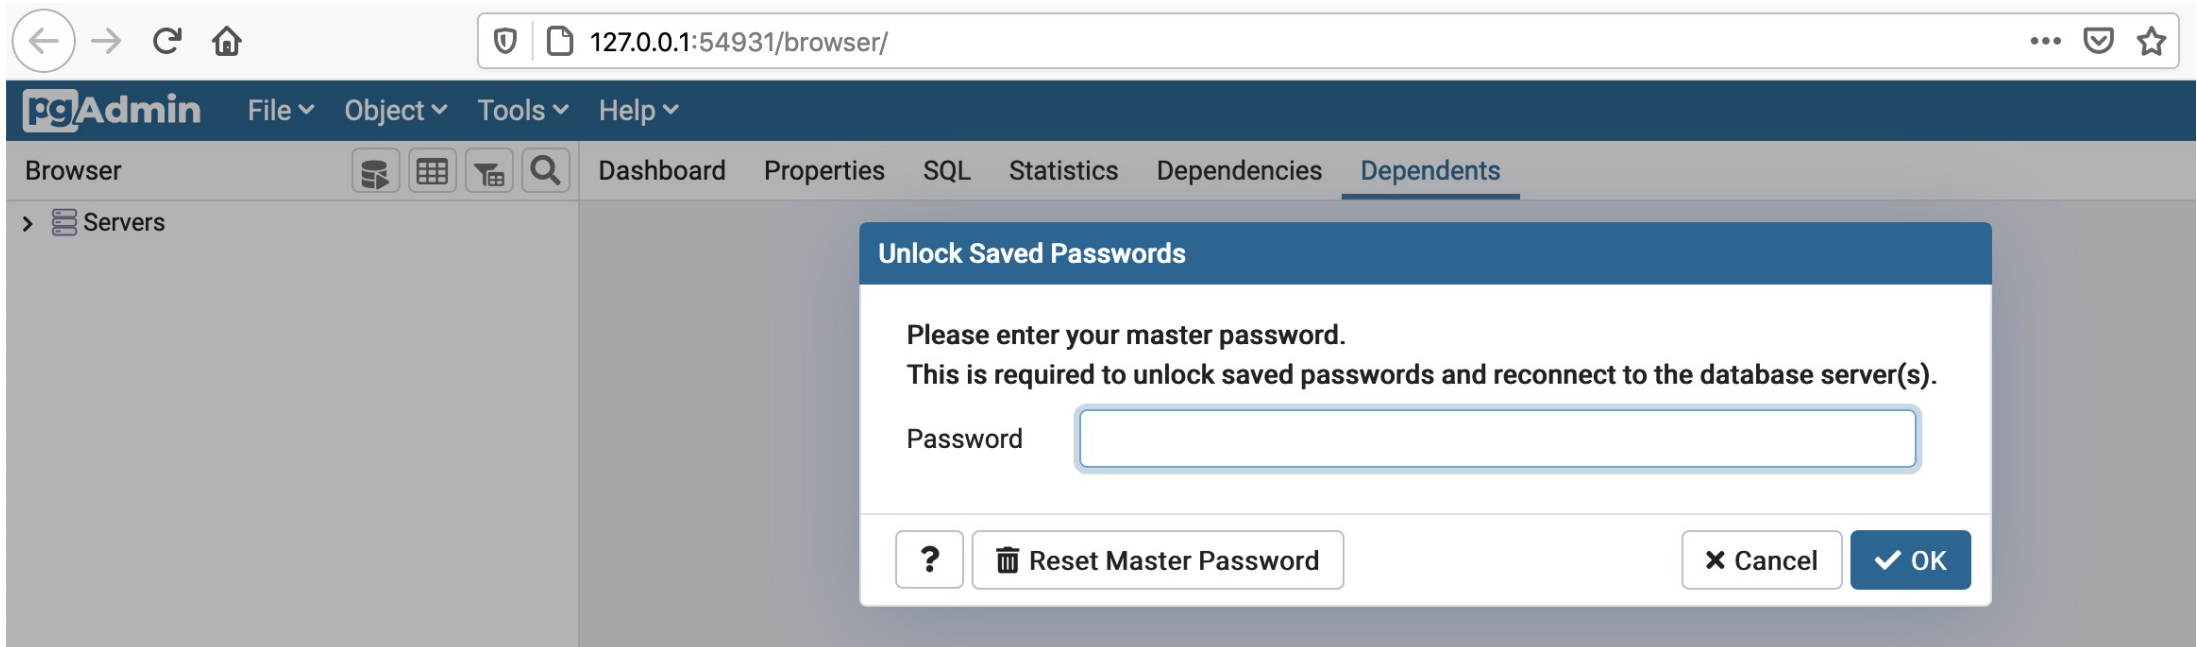 127.0.0.1:54931/browser/
pgAdmin File Object Tools Help
Browser Dashboard Properties SQL Statistics Dependencies Dependents
Servers
Unlock Saved Passwords
Please enter your master password.
This is required to unlock saved passwords and reconnect to the database server(s).
Password
? Reset Master Password Cancel OK